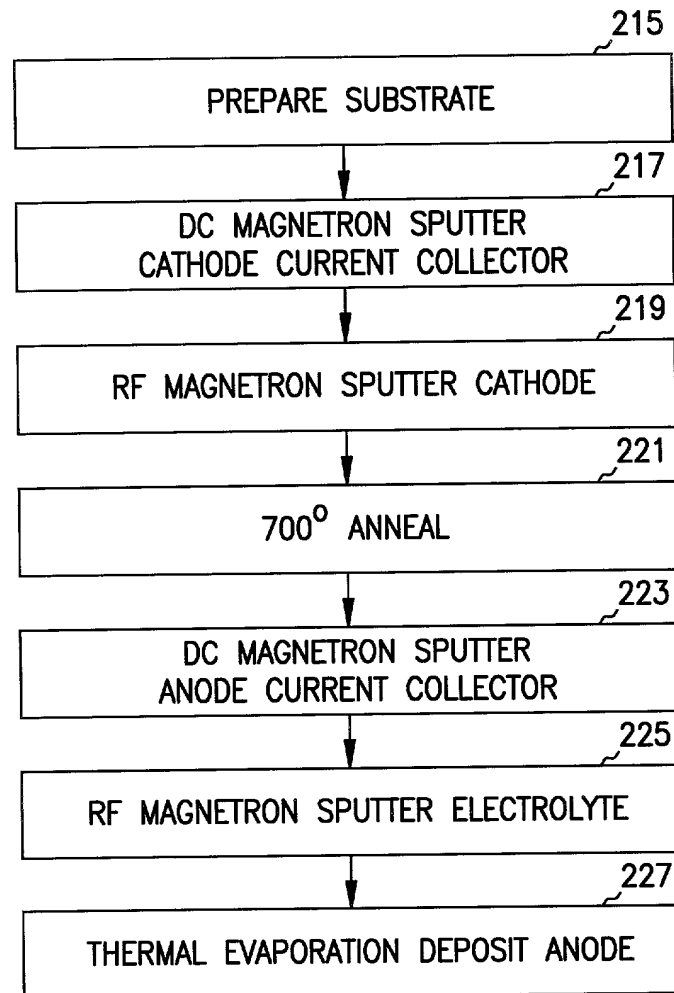 215
PREPARE SUBSTRATE
217
DC MAGNETRON SPUTTER
CATHODE CURRENT COLLECTOR
219
RF MAGNETRON SPUTTER CATHODE
221
700° ANNEAL
223
DC MAGNETRON SPUTTER
ANODE CURRENT COLLECTOR
225
RF MAGNETRON SPUTTER ELECTROLYTE
227
THERMAL EVAPORATION DEPOSIT ANODE